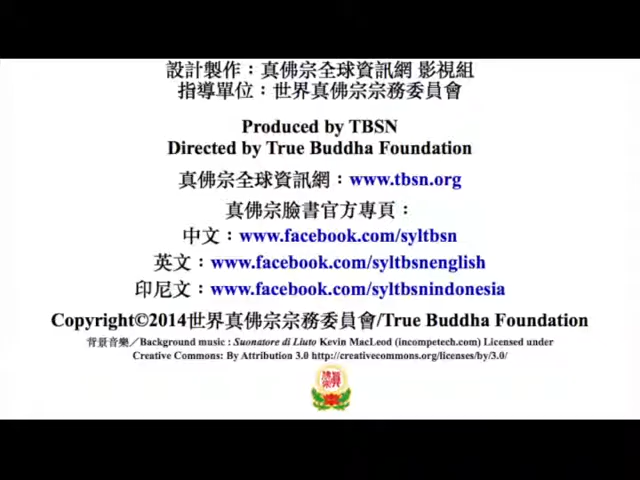 設計製作：真佛宗全球資訊網 影視組
指導單位：世界真佛宗宗務委員會
Produced by TBSN
Directed by True Buddha Foundation
真佛宗全球資訊網：www.tbsn.org
真佛宗臉書官方專頁：
中文：www.facebook.com/syltbsn
英文：www.facebook.com/syltbsnenglish
印尼文：www.facebook.com/syltbsnindonesia
Copyright©2014世界真佛宗宗務委員會/True Buddha Foundation
背景音樂／Background music : Suonatore di Liuto Kevin MacLeod (incompetech.com) Licensed under
Creative Commons: By Attribution 3.0 http://creativecommons.org/licenses/by/3.0/